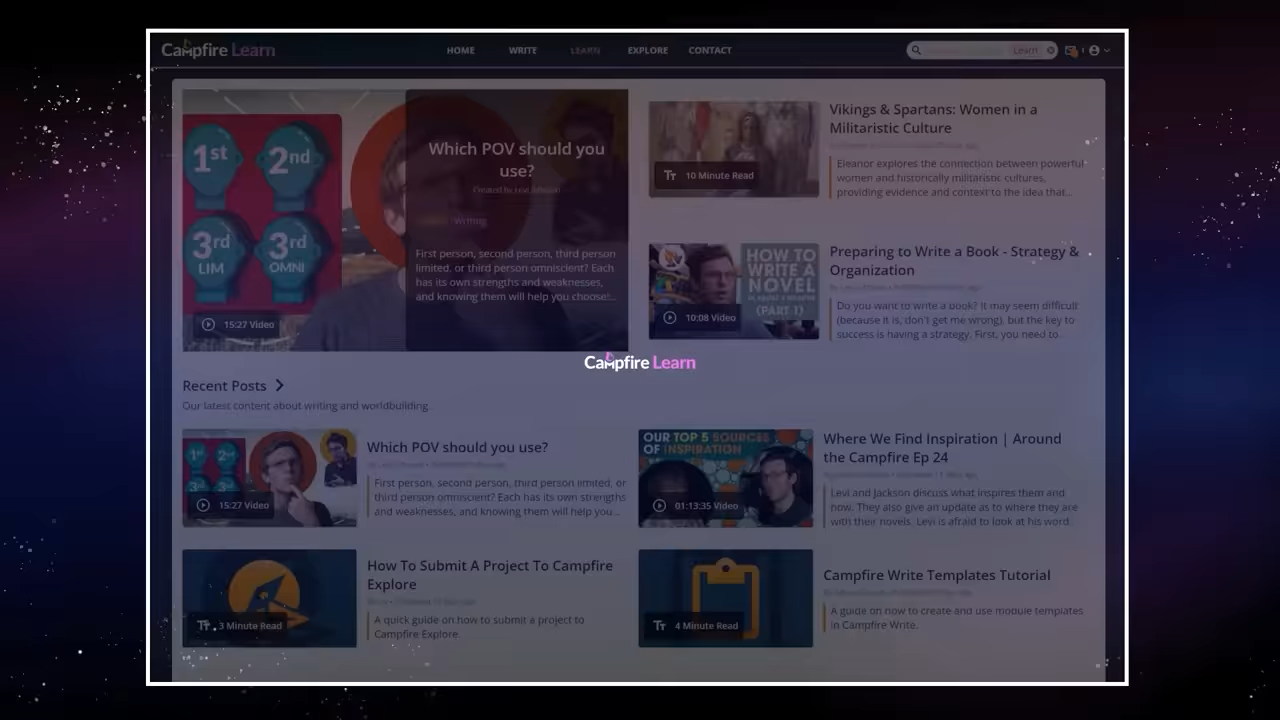 Campfire Learn
HOME WRITE LEARN EXPLORE CONTACT
Learn
1st
2nd
3rd
LIM
3rd
OMNI
15:27 Video
Which POV should you
use?
Writing
First person, second person, third person
limited, or third person omniscient? Each
has its own strengths and weaknesses,
and knowing them will help you choose!...
10 Minute Read
Vikings & Spartans: Women in a
Militaristic Culture
Eleanor explores the connection between powerful
women and historically militaristic cultures,
providing evidence and context to the idea that...
HOW TO
WRITE A
NOVEL
(PART 1)
10:08 Video
Preparing to Write a Book - Strategy &
Organization
Do you want to write a book? It may seem difficult
(because it is, don't get me wrong), but the key to
success is having a strategy. First, you need to...
Campfire Learn
Recent Posts
Our latest content about writing and worldbuilding.
1st
2nd
15:27 Video
Which POV should you use?
First person, second person, third person limited, or
third person omniscient? Each has its own strengths
and weaknesses, and knowing them will help you...
OUR TOP 5 SOURCES
OF INSPIRATION
01:13:35 Video
Where We Find Inspiration | Around
the Campfire Ep 24
Levi and Jackson discuss what inspires them and
how. They also give an update as to where they are
with their novels. Levi is afraid to look at his word.
3 Minute Read
How To Submit A Project To Campfire
Explore
A quick guide on how to submit a project to
Campfire Explore.
4 Minute Read
Campfire Write Templates Tutorial
A guide on how to create and use module templates
in Campfire Write.